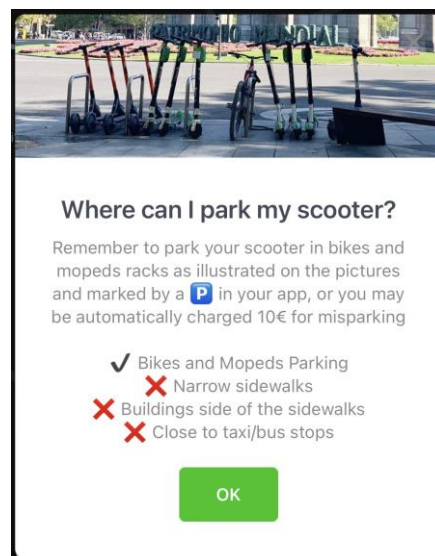 PATRIMONIO MUNDIAL
Where can I park my scooter?
Remember to park your scooter in bikes and
mopeds racks as illustrated on the pictures
and marked by a 🅿️ in your app, or you may
be automatically charged 10€ for misparking
✔ Bikes and Mopeds Parking
❌ Narrow sidewalks
❌ Buildings side of the sidewalks
❌ Close to taxi/bus stops
OK